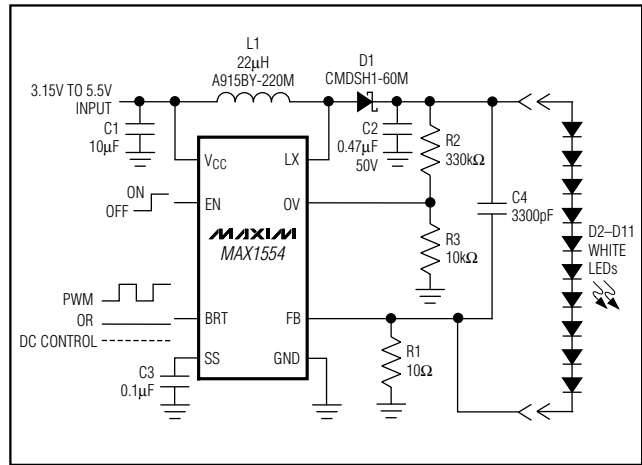 L1
22µH
A915BY-220M
D1
CMDSH1-60M
3.15V TO 5.5V
INPUT
C1
10µF
C2
0.47µF
50V
R2
330kΩ
C4
3300pF
VCC
LX
ON
OFF
EN
OV
MAXIM
MAX1554
R3
10kΩ
D2–D11
WHITE
LEDs
PWM
OR
DC CONTROL
BRT
FB
SS
GND
C3
0.1µF
R1
10Ω